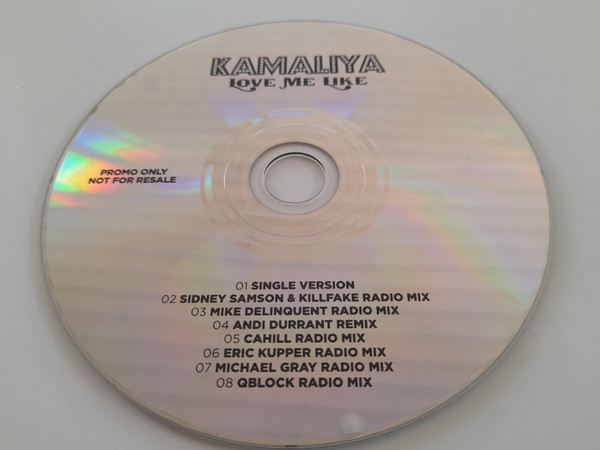 KAMALIYA
LOVE ME LIKE
PROMO ONLY
NOT FOR RESALE
01 SINGLE VERSION
02 SIDNEY SAMSON & KILLFAKE RADIO MIX
03 MIKE DELINQUENT RADIO MIX
04 ANDI DURRANT REMIX
05 CAHILL RADIO MIX
06 ERIC KUPPER RADIO MIX
07 MICHAEL GRAY RADIO MIX
08 QBLOCK RADIO MIX